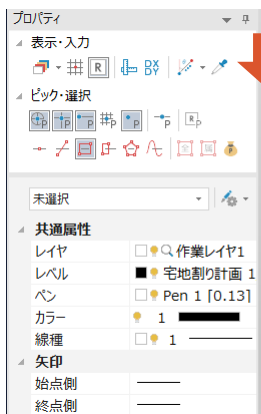 プロパティ
表示・入力
R
DX
DY
ピック・選択
P P P P P P R P
未選択
共通属性
レイヤ 作業レイヤ1
レベル 宅地割り計画 1
ペン Pen 1 [0.13]
カラー 1
線種 1
矢印
始点側
終点側